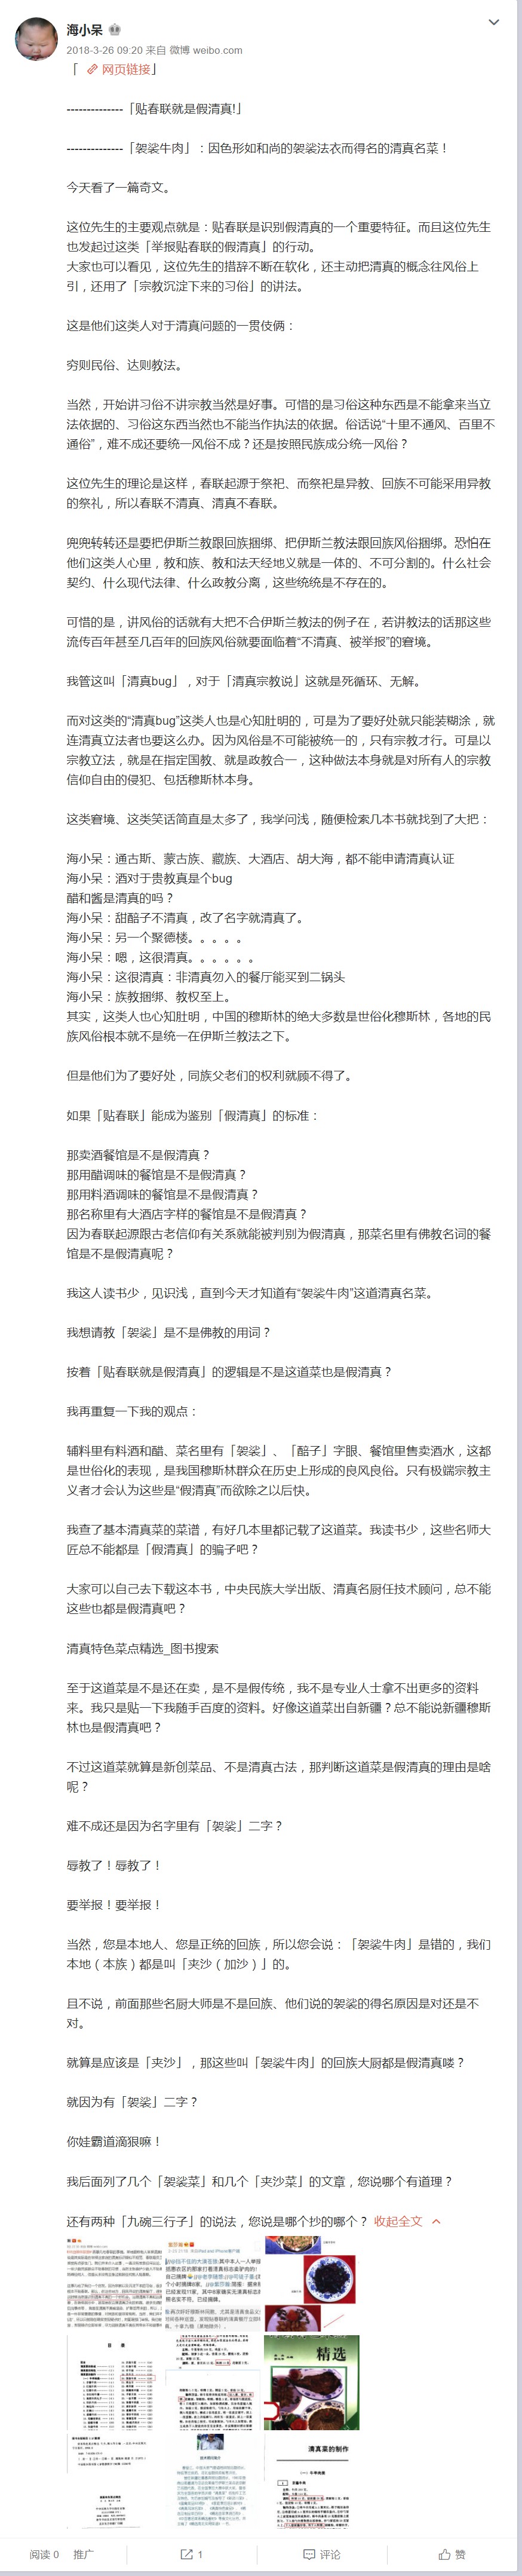 海小呆
2018-3-26 09:20 来自 微博 weibo.com
「 网页链接」
--------------「贴春联就是假清真!」
--------------「袈裟牛肉」：因色形如和尚的袈裟法衣而得名的清真名菜！
今天看了一篇奇文。
这位先生的主要观点就是：贴春联是识别假清真的一个重要特征。而且这位先生
也发起过这类「举报贴春联的假清真」的行动。
大家也可以看见，这位先生的措辞不断在软化，还主动把清真的概念往风俗上
引，还用了「宗教沉淀下来的习俗」的讲法。
这是他们这类人对于清真问题的一贯伎俩：
穷则民俗、达则教法。
当然，开始讲习俗不讲宗教当然是好事。可惜的是习俗这种东西是不能拿来当立
法依据的、习俗这东西当然也不能当作执法的依据。俗话说“十里不通风、百里不
通俗”，难不成还要统一风俗不成？还是按照民族成分统一风俗？
这位先生的理论是这样，春联起源于祭祀、而祭祀是异教、回族不可能采用异教
的祭礼，所以春联不清真、清真不春联。
兜兜转转还是要把伊斯兰教跟回族捆绑、把伊斯兰教法跟回族风俗捆绑。恐怕在
他们这类人心里，教和族、教和法天经地义就是一体的、不可分割的。什么社会
契约、什么现代法律、什么政教分离，这些统统是不存在的。
可惜的是，讲风俗的话就有大把不合伊斯兰教法的例子在，若讲教法的话那这些
流传百年甚至几百年的回族风俗就要面临着“不清真、被举报”的窘境。
我管这叫「清真bug」，对于「清真宗教说」这就是死循环、无解。
而对这类的“清真bug”这类人也是心知肚明的，可是为了要好处就只能装糊涂，就
连清真立法者也要这么办。因为风俗是不可能被统一的，只有宗教才行。可是以
宗教立法，就是在指定国教、就是政教合一，这种做法本身就是对所有人的宗教
信仰自由的侵犯、包括穆斯林本身。
这类窘境、这类笑话简直是太多了，我学问浅，随便检索几本书就找到了大把：
海小呆：通古斯、蒙古族、藏族、大酒店、胡大海，都不能申请清真认证
海小呆：酒对于贵教真是个bug
醋和酱是清真的吗？
海小呆：甜醅子不清真，改了名字就清真了。
海小呆：另一个聚德楼。。。。。
海小呆：嗯，这很清真。。。。。。
海小呆：这很清真：非清真勿入的餐厅能买到二锅头
海小呆：族教捆绑、教权至上。
其实，这类人也心知肚明，中国的穆斯林的绝大多数是世俗化穆斯林，各地的民
族风俗根本就不是统一在伊斯兰教法之下。
但是他们为了要好处，同族父老们的权利就顾不得了。
如果「贴春联」能成为鉴别「假清真」的标准：
那卖酒餐馆是不是假清真？
那用醋调味的餐馆是不是假清真？
那用料酒调味的餐馆是不是假清真？
那名称里有大酒店字样的餐馆是不是假清真？
因为春联起源跟古老信仰有关系就能被判别为假清真，那菜名里有佛教名词的餐
馆是不是假清真呢？
我这人读书少，见识浅，直到今天才知道有“袈裟牛肉”这道清真名菜。
我想请教「袈裟」是不是佛教的用词？
按着「贴春联就是假清真」的逻辑是不是这道菜也是假清真？
我再重复一下我的观点：
辅料里有料酒和醋、菜名里有「袈裟」、「醅子」字眼、餐馆里售卖酒水，这都
是世俗化的表现，是我国穆斯林群众在历史上形成的良风良俗。只有极端宗教主
义者才会认为这些是“假清真”而欲除之以后快。
我查了基本清真菜的菜谱，有好几本里都记载了这道菜。我读书少，这些名师大
匠总不能都是「假清真」的骗子吧？
大家可以自己去下载这本书，中央民族大学出版、清真名厨任技术顾问，总不能
这些也都是假清真吧？
清真特色菜点精选_图书搜索
至于这道菜是不是还在卖，是不是假传统，我不是专业人士拿不出更多的资料
来。我只是贴一下我随手百度的资料。好像这道菜出自新疆？总不能说新疆穆斯
林也是假清真吧？
不过这道菜就算是新创菜品、不是清真古法，那判断这道菜是假清真的理由是啥
呢？
难不成还是因为名字里有「袈裟」二字？
辱教了！辱教了！
要举报！要举报！
当然，您是本地人、您是正统的回族，所以您会说：「袈裟牛肉」是错的，我们
本地（本族）都是叫「夹沙（加沙）」的。
且不说，前面那些名厨大师是不是回族、他们说的袈裟的得名原因是对还是不
对。
就算是应该是「夹沙」，那这些叫「袈裟牛肉」的回族大厨都是假清真喽？
就因为有「袈裟」二字？
你娃霸道滴狠嘛！
我后面列了几个「袈裟菜」和几个「夹沙菜」的文章，您说哪个有道理？
还有两种「九碗三行子」的说法，您说是哪个抄的哪个？ 收起全文
精选
清真菜的制作
阅读 0 推广
1
评论
赞